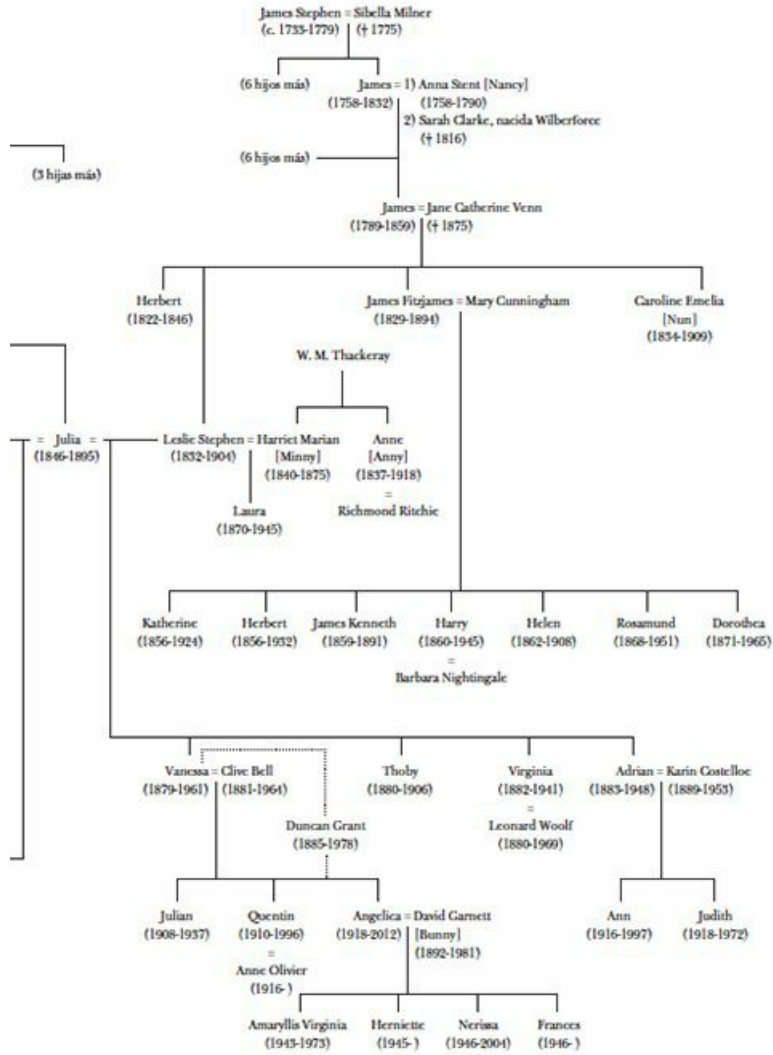 James Stephen = Sibella Milner
(c. 1733-1779) († 1775)
(6 hijos más) James = 1) Anna Stent [Nancy]
(1758-1832) (1758-1790)
2) Sarah Clarke, nacida Wilberforce
(† 1816)
(6 hijos más)
(3 hijas más)
James = Jane Catherine Venn
(1789-1859) († 1875)
Herbert James Fitzjames = Mary Cunningham Caroline Emelia
(1822-1846) (1829-1894) [Nun]
(1834-1909)
W. M. Thackeray
= Julia = Leslie Stephen = Harriet Marian Anne
(1846-1895) (1832-1904) [Minny] [Anny]
(1840-1875) (1837-1918)
=
Laura Richmond Ritchie
(1870-1945)
Katherine Herbert James Kenneth Harry Helen Rosamund Dorothea
(1856-1924) (1856-1932) (1859-1891) (1860-1945) (1862-1908) (1868-1951) (1871-1965)
=
Barbara Nightingale
Vanessa = Clive Bell Thoby Virginia Adrian = Karin Costelloe
(1879-1961) (1881-1964) (1880-1906) (1882-1941) (1883-1948) (1889-1953)
=
Duncan Grant Leonard Woolf
(1885-1978) (1880-1969)
Julian Quentin Angelica = David Garnett Ann Judith
(1908-1937) (1910-1996) (1918-2012) [Bunny] (1916-1997) (1918-1972)
= (1892-1981)
Anne Olivier
(1916- )
Amaryllis Virginia Herniette Nerissa Frances
(1943-1973) (1945- ) (1946-2004) (1946- )